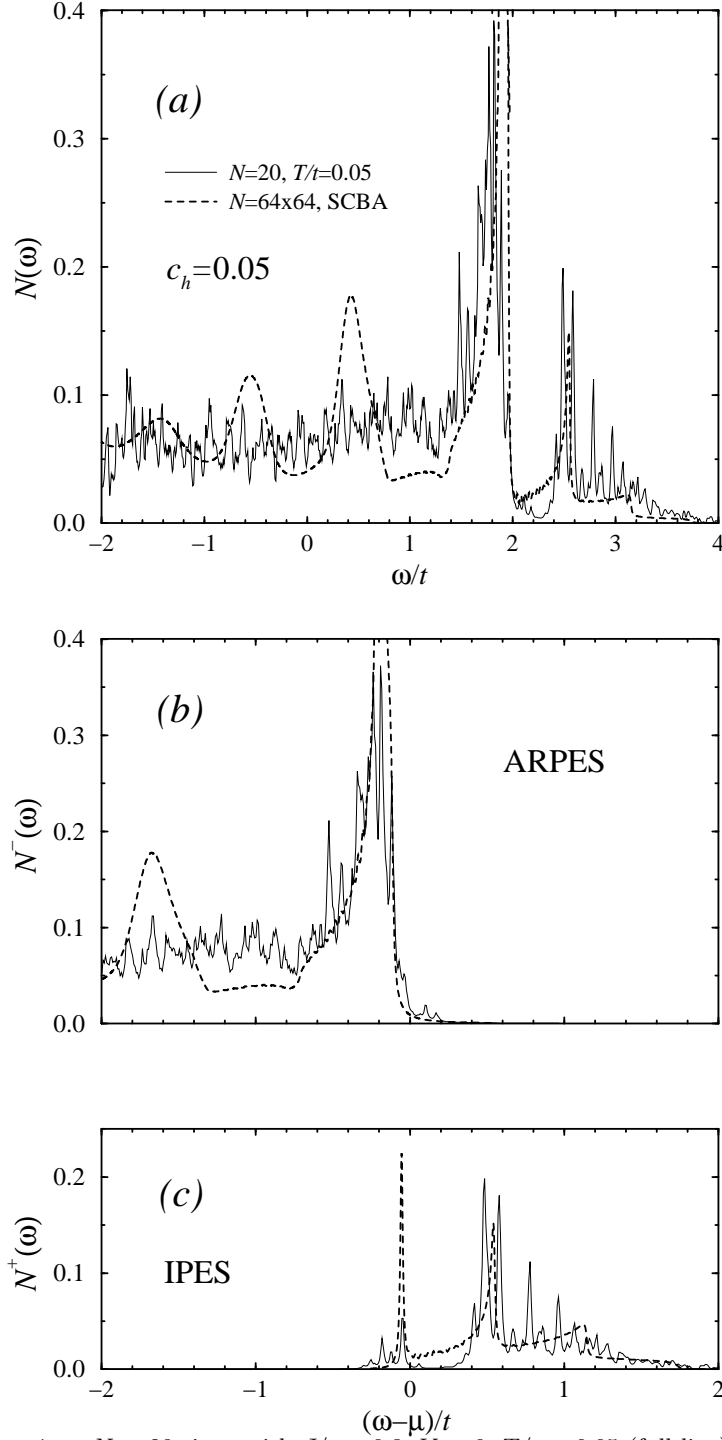 0.4
0.3
0.2
0.1
0.0
N(ω)
(a)
N=20, T/t=0.05
N=64x64, SCBA
c_h=0.05
−2 −1 0 1 2 3 4
ω/t
0.4
0.3
0.2
0.1
0.0
N⁻(ω)
(b)
ARPES
0.2
0.1
0.0
N⁺(ω)
(c)
IPES
−2 −1 0 1 2
(ω−μ)/t